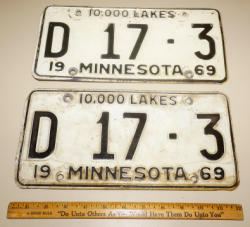 10,000 LAKES
D 17-3
19 MINNESOTA 69
10,000 LAKES
D 17-3
19 MINNESOTA 69
"Do Unto Others As You Would Have Them Do Unto You"